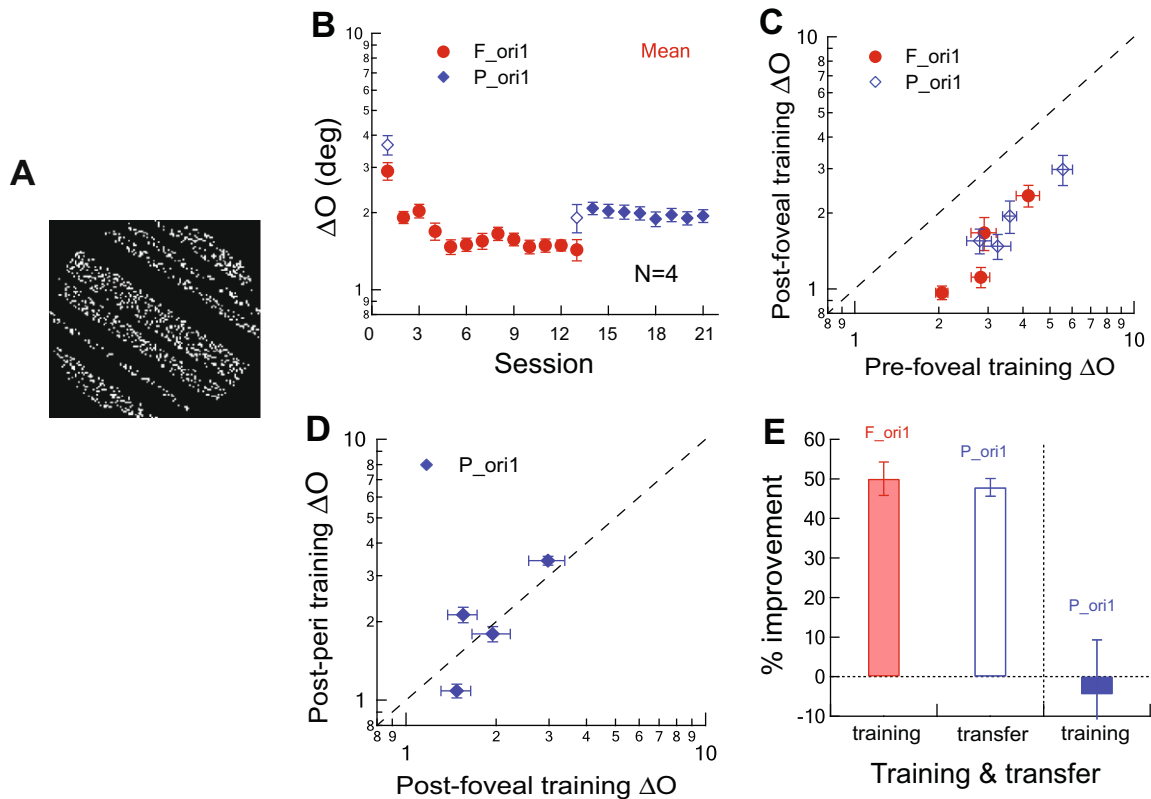 A
B
10
9
8
7
6
5
4
3
2
1
9
8
ΔO (deg)
F_ori1
P_ori1
Mean
N=4
0 3 6 9 12 15 18 21
Session
C
10
9
8
7
6
5
4
3
2
1
9
8
Post-foveal training ΔO
F_ori1
P_ori1
8 9 1 2 3 4 5 6 7 8 9 10
Pre-foveal training ΔO
D
10
8
7
6
5
4
3
2
1
8
Post-peri training ΔO
P_ori1
8 9 1 2 3 4 5 6 7 8 9 10
Post-foveal training ΔO
E
60
50
40
30
20
10
0
-10
% improvement
F_ori1
P_ori1
P_ori1
training transfer training
Training & transfer